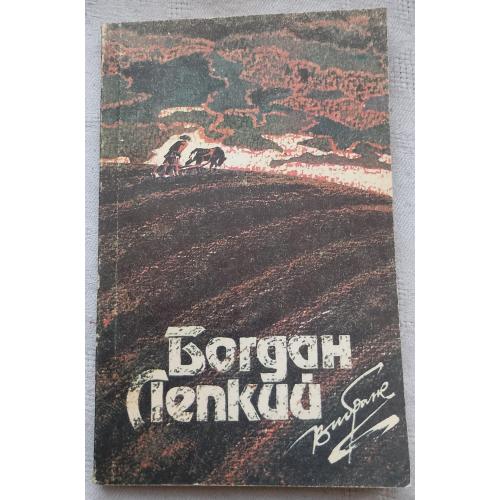 Богдан
Лепкий
Вибране